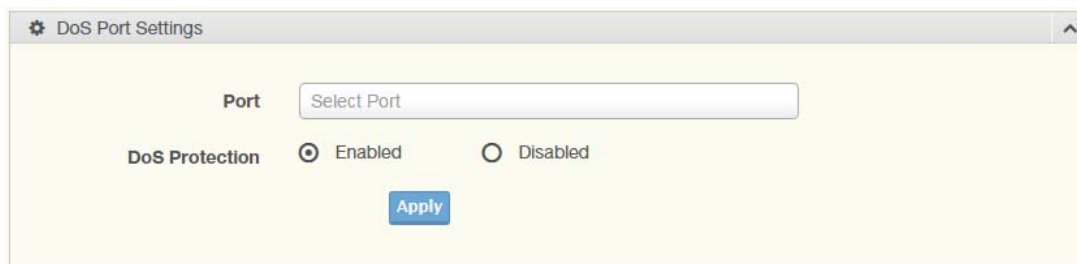 DoS Port Settings
Port Select Port
DoS Protection Enabled Disabled
Apply